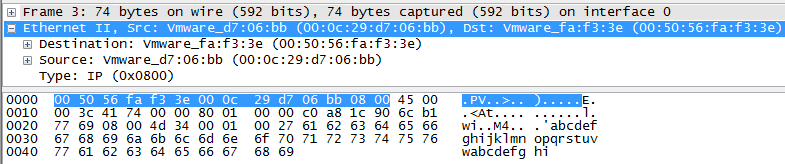 Frame 3: 74 bytes on wire (592 bits), 74 bytes captured (592 bits) on interface 0
Ethernet II, Src: Vmware_d7:06:bb (00:0c:29:d7:06:bb), Dst: Vmware_fa:f3:3e (00:50:56:fa:f3:3e)
Destination: Vmware_fa:f3:3e (00:50:56:fa:f3:3e)
Source: Vmware_d7:06:bb (00:0c:29:d7:06:bb)
Type: IP (0x0800)
0000 00 50 56 fa f3 3e 00 0c 29 d7 06 bb 08 00 45 00 .PV..>.. ).....E.
0010 00 3c 41 74 00 00 80 01 00 00 c0 a8 1c 90 6c b1 .<At.... ......l.
0020 77 69 08 00 4d 34 00 01 00 27 61 62 63 64 65 66 wi..M4.. .'abcdef
0030 67 68 69 6a 6b 6c 6d 6e 6f 70 71 72 73 74 75 76 ghijklmn opqrstuv
0040 77 61 62 63 64 65 66 67 68 69 wabcdefg hi